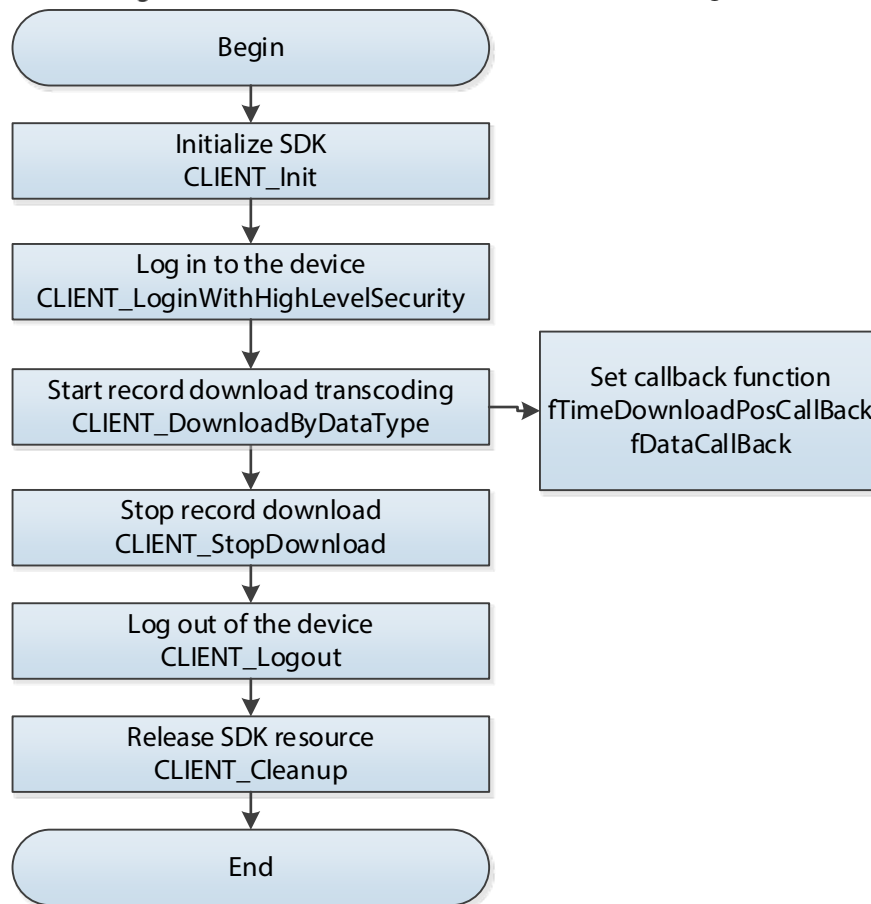 Begin
Initialize SDK
CLIENT_Init
Log in to the device
CLIENT_LoginWithHighLevelSecurity
Start record download transcoding
CLIENT_DownloadByDataType
Set callback function
fTimeDownloadPosCallBack
fDataCallBack
Stop record download
CLIENT_StopDownload
Log out of the device
CLIENT_Logout
Release SDK resource
CLIENT_Cleanup
End